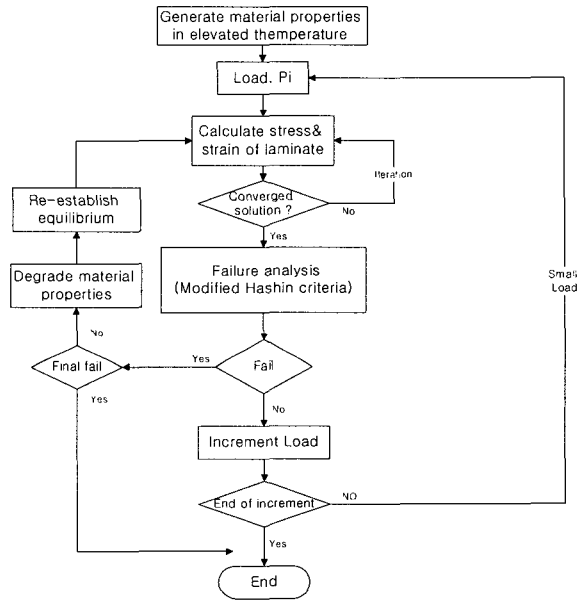 Generate material properties
in elevated themperature
Load. Pi
Calculate stress&
strain of laminate
Iteration
Converged
solution ?
No
Yes
Re-establish
equilibrium
Failure analysis
(Modified Hashin criteria)
Small
Load
Degrade material
properties
No
Final fail
Yes
Fail
Yes
No
Increment Load
End of increment
NO
Yes
End